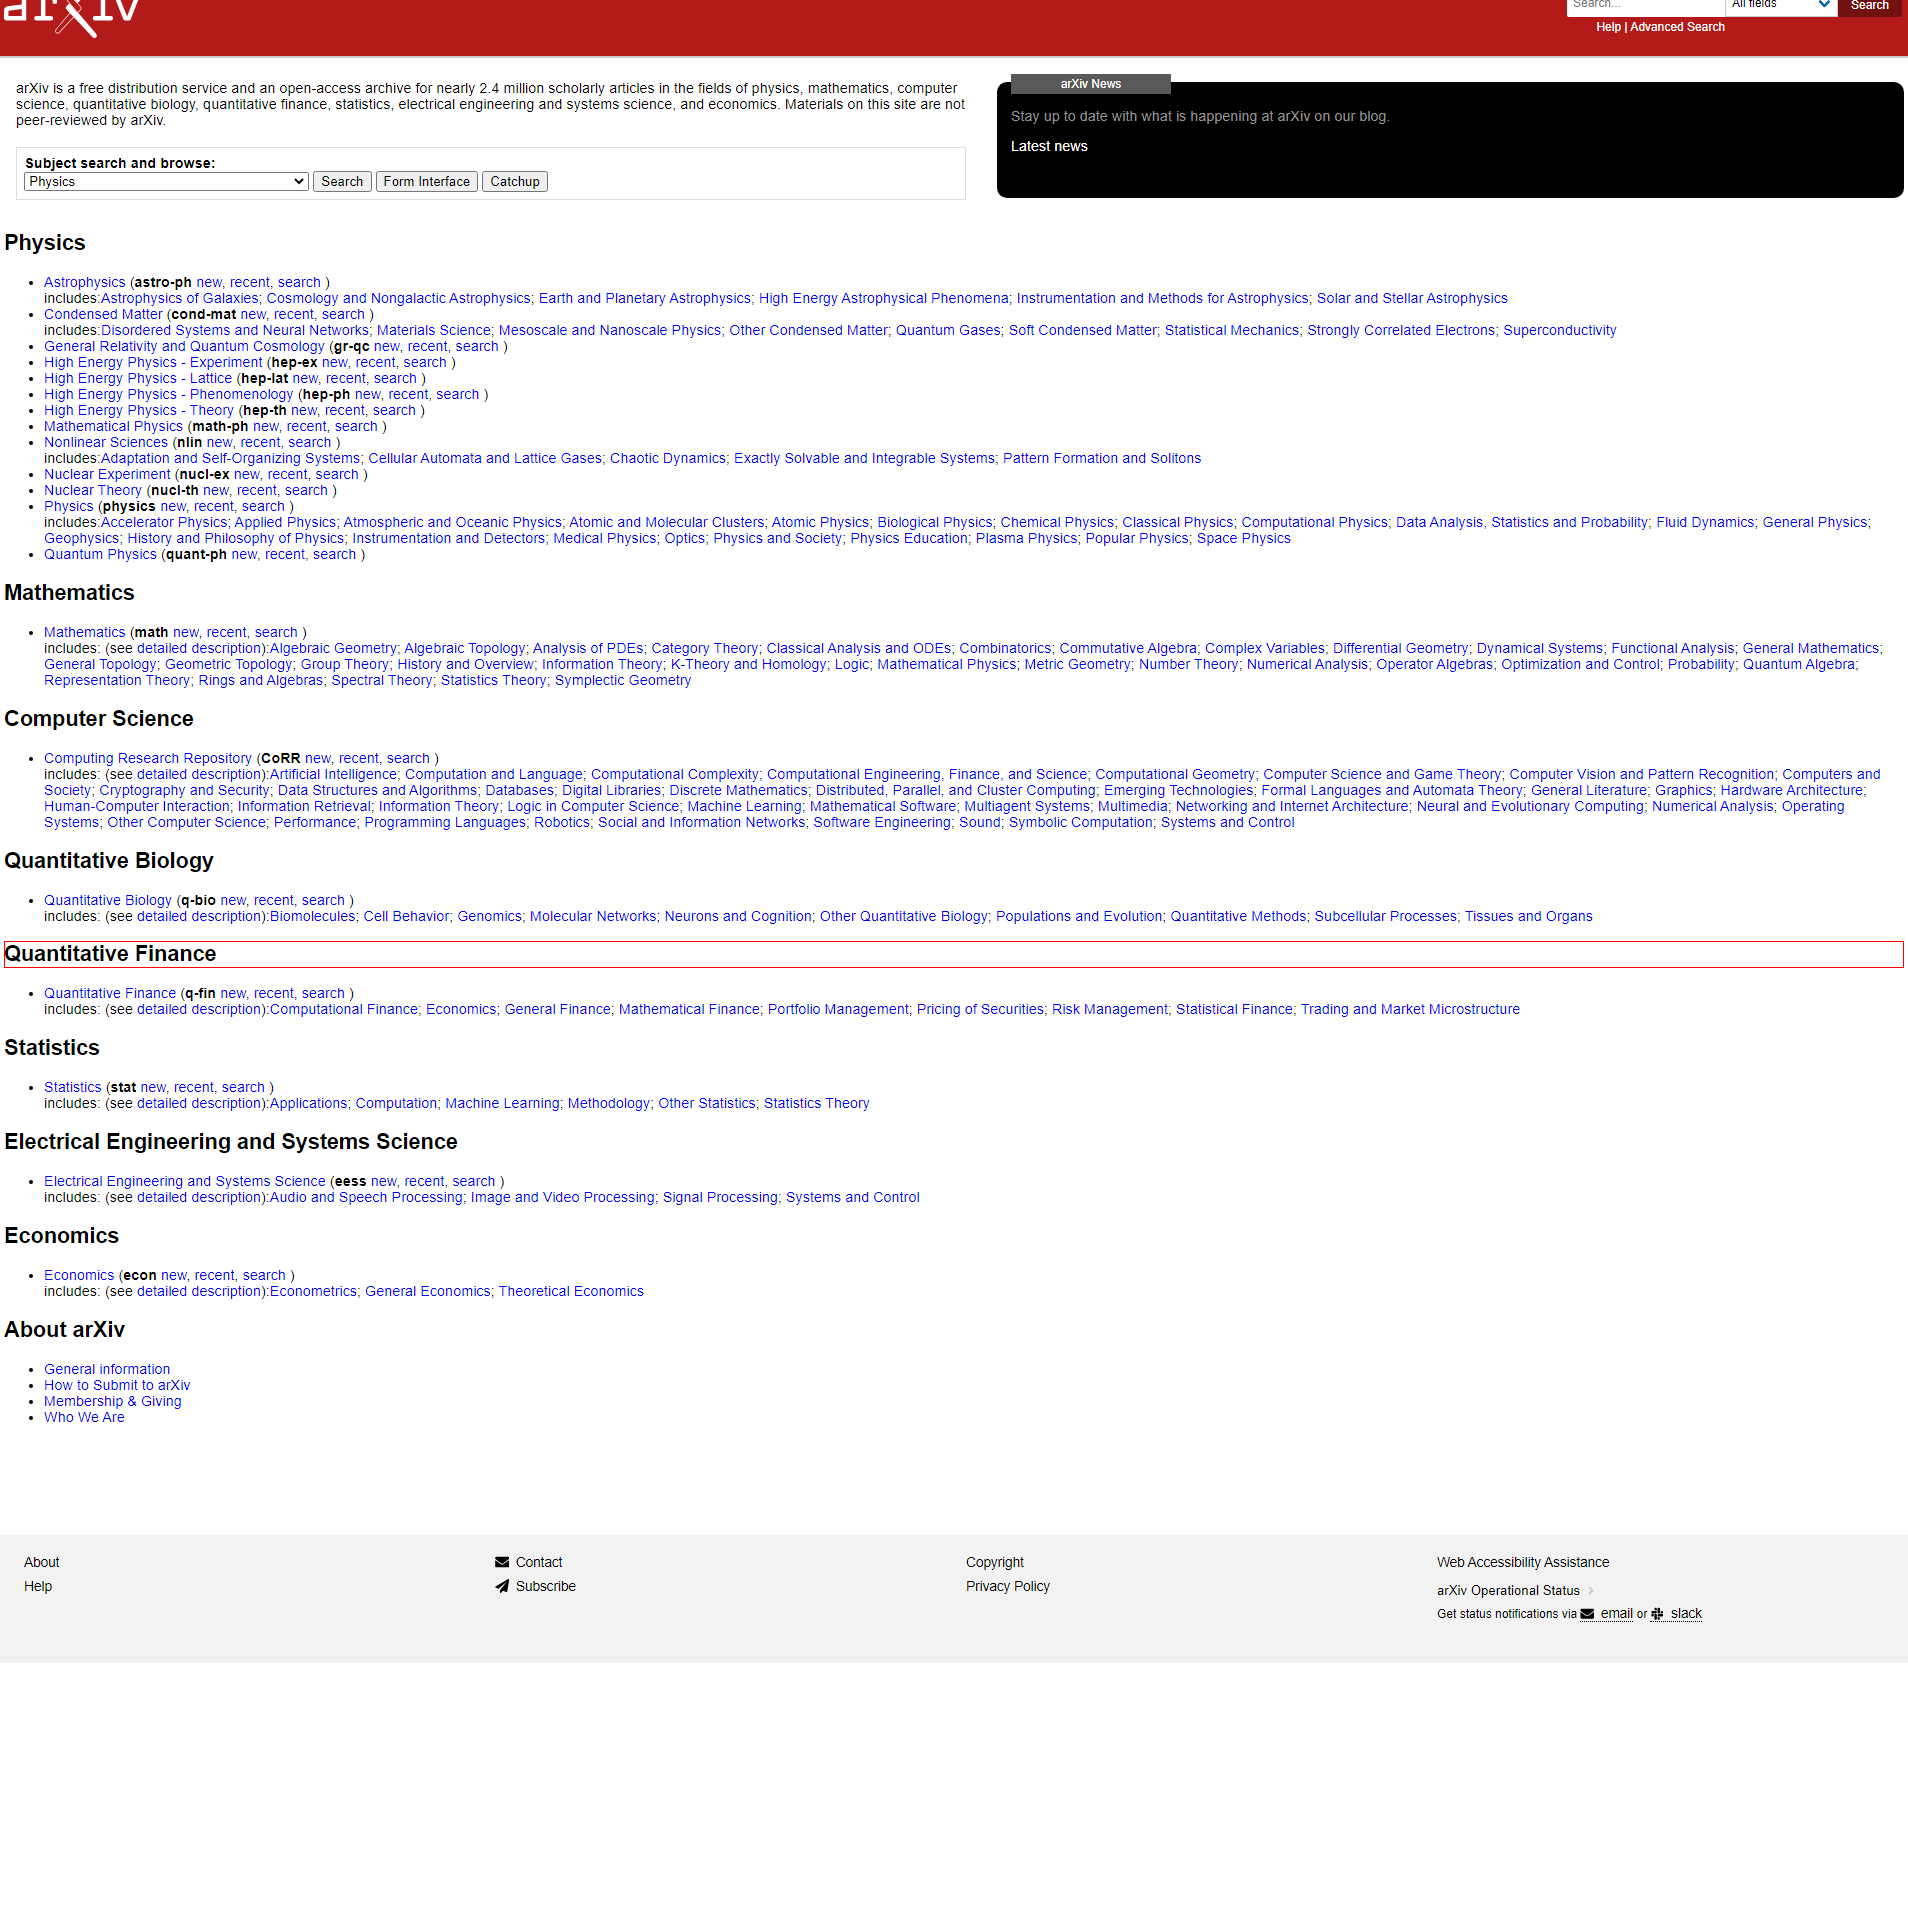 arXiv
Search...
All fields
Search
Help | Advanced Search
arXiv is a free distribution service and an open-access archive for nearly 2.4 million scholarly articles in the fields of physics, mathematics, computer
science, quantitative biology, quantitative finance, statistics, electrical engineering and systems science, and economics. Materials on this site are not
peer-reviewed by arXiv.
Subject search and browse:
Physics Search Form Interface Catchup
arXiv News
Stay up to date with what is happening at arXiv on our blog.
Latest news
Physics
Astrophysics (astro-ph new, recent, search )
includes:Astrophysics of Galaxies; Cosmology and Nongalactic Astrophysics; Earth and Planetary Astrophysics; High Energy Astrophysical Phenomena; Instrumentation and Methods for Astrophysics; Solar and Stellar Astrophysics
Condensed Matter (cond-mat new, recent, search )
includes:Disordered Systems and Neural Networks; Materials Science; Mesoscale and Nanoscale Physics; Other Condensed Matter; Quantum Gases; Soft Condensed Matter; Statistical Mechanics; Strongly Correlated Electrons; Superconductivity
General Relativity and Quantum Cosmology (gr-qc new, recent, search )
High Energy Physics - Experiment (hep-ex new, recent, search )
High Energy Physics - Lattice (hep-lat new, recent, search )
High Energy Physics - Phenomenology (hep-ph new, recent, search )
High Energy Physics - Theory (hep-th new, recent, search )
Mathematical Physics (math-ph new, recent, search )
Nonlinear Sciences (nlin new, recent, search )
includes:Adaptation and Self-Organizing Systems; Cellular Automata and Lattice Gases; Chaotic Dynamics; Exactly Solvable and Integrable Systems; Pattern Formation and Solitons
Nuclear Experiment (nucl-ex new, recent, search )
Nuclear Theory (nucl-th new, recent, search )
Physics (physics new, recent, search )
includes:Accelerator Physics; Applied Physics; Atmospheric and Oceanic Physics; Atomic and Molecular Clusters; Atomic Physics; Biological Physics; Chemical Physics; Classical Physics; Computational Physics; Data Analysis, Statistics and Probability; Fluid Dynamics; General Physics;
Geophysics; History and Philosophy of Physics; Instrumentation and Detectors; Medical Physics; Optics; Physics and Society; Physics Education; Plasma Physics; Popular Physics; Space Physics
Quantum Physics (quant-ph new, recent, search )
Mathematics
Mathematics (math new, recent, search )
includes: (see detailed description):Algebraic Geometry; Algebraic Topology; Analysis of PDEs; Category Theory; Classical Analysis and ODEs; Combinatorics; Commutative Algebra; Complex Variables; Differential Geometry; Dynamical Systems; Functional Analysis; General Mathematics;
General Topology; Geometric Topology; Group Theory; History and Overview; Information Theory; K-Theory and Homology; Logic; Mathematical Physics; Metric Geometry; Number Theory; Numerical Analysis; Operator Algebras; Optimization and Control; Probability; Quantum Algebra;
Representation Theory; Rings and Algebras; Spectral Theory; Statistics Theory; Symplectic Geometry
Computer Science
Computing Research Repository (CoRR new, recent, search )
includes: (see detailed description):Artificial Intelligence; Computation and Language; Computational Complexity; Computational Engineering, Finance, and Science; Computational Geometry; Computer Science and Game Theory; Computer Vision and Pattern Recognition; Computers and
Society; Cryptography and Security; Data Structures and Algorithms; Databases; Digital Libraries; Discrete Mathematics; Distributed, Parallel, and Cluster Computing; Emerging Technologies; Formal Languages and Automata Theory; General Literature; Graphics; Hardware Architecture;
Human-Computer Interaction; Information Retrieval; Information Theory; Logic in Computer Science; Machine Learning; Mathematical Software; Multiagent Systems; Multimedia; Networking and Internet Architecture; Neural and Evolutionary Computing; Numerical Analysis; Operating
Systems; Other Computer Science; Performance; Programming Languages; Robotics; Social and Information Networks; Software Engineering; Sound; Symbolic Computation; Systems and Control
Quantitative Biology
Quantitative Biology (q-bio new, recent, search )
includes: (see detailed description):Biomolecules; Cell Behavior; Genomics; Molecular Networks; Neurons and Cognition; Other Quantitative Biology; Populations and Evolution; Quantitative Methods; Subcellular Processes; Tissues and Organs
Quantitative Finance
Quantitative Finance (q-fin new, recent, search )
includes: (see detailed description):Computational Finance; Economics; General Finance; Mathematical Finance; Portfolio Management; Pricing of Securities; Risk Management; Statistical Finance; Trading and Market Microstructure
Statistics
Statistics (stat new, recent, search )
includes: (see detailed description):Applications; Computation; Machine Learning; Methodology; Other Statistics; Statistics Theory
Electrical Engineering and Systems Science
Electrical Engineering and Systems Science (eess new, recent, search )
includes: (see detailed description):Audio and Speech Processing; Image and Video Processing; Signal Processing; Systems and Control
Economics
Economics (econ new, recent, search )
includes: (see detailed description):Econometrics; General Economics; Theoretical Economics
About arXiv
General information
How to Submit to arXiv
Membership & Giving
Who We Are
About
Help
Contact
Subscribe
Copyright
Privacy Policy
Web Accessibility Assistance
arXiv Operational Status
Get status notifications via email or slack